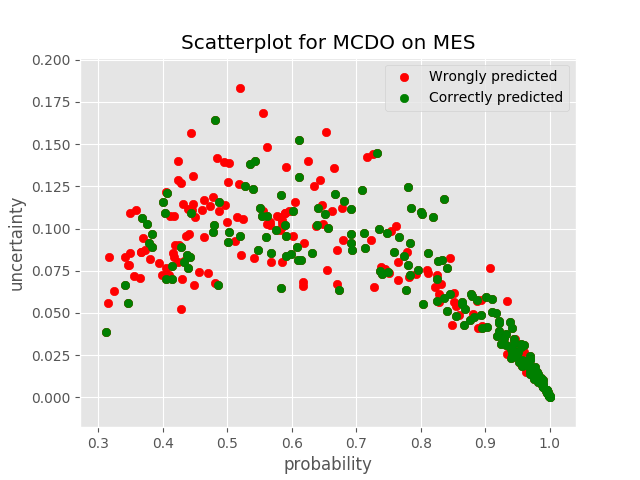 Scatterplot for MCDO on MES
Wrongly predicted
Correctly predicted
0.200
0.175
0.150
0.125
0.100
0.075
0.050
0.025
0.000
uncertainty
0.3 0.4 0.5 0.6 0.7 0.8 0.9 1.0
probability